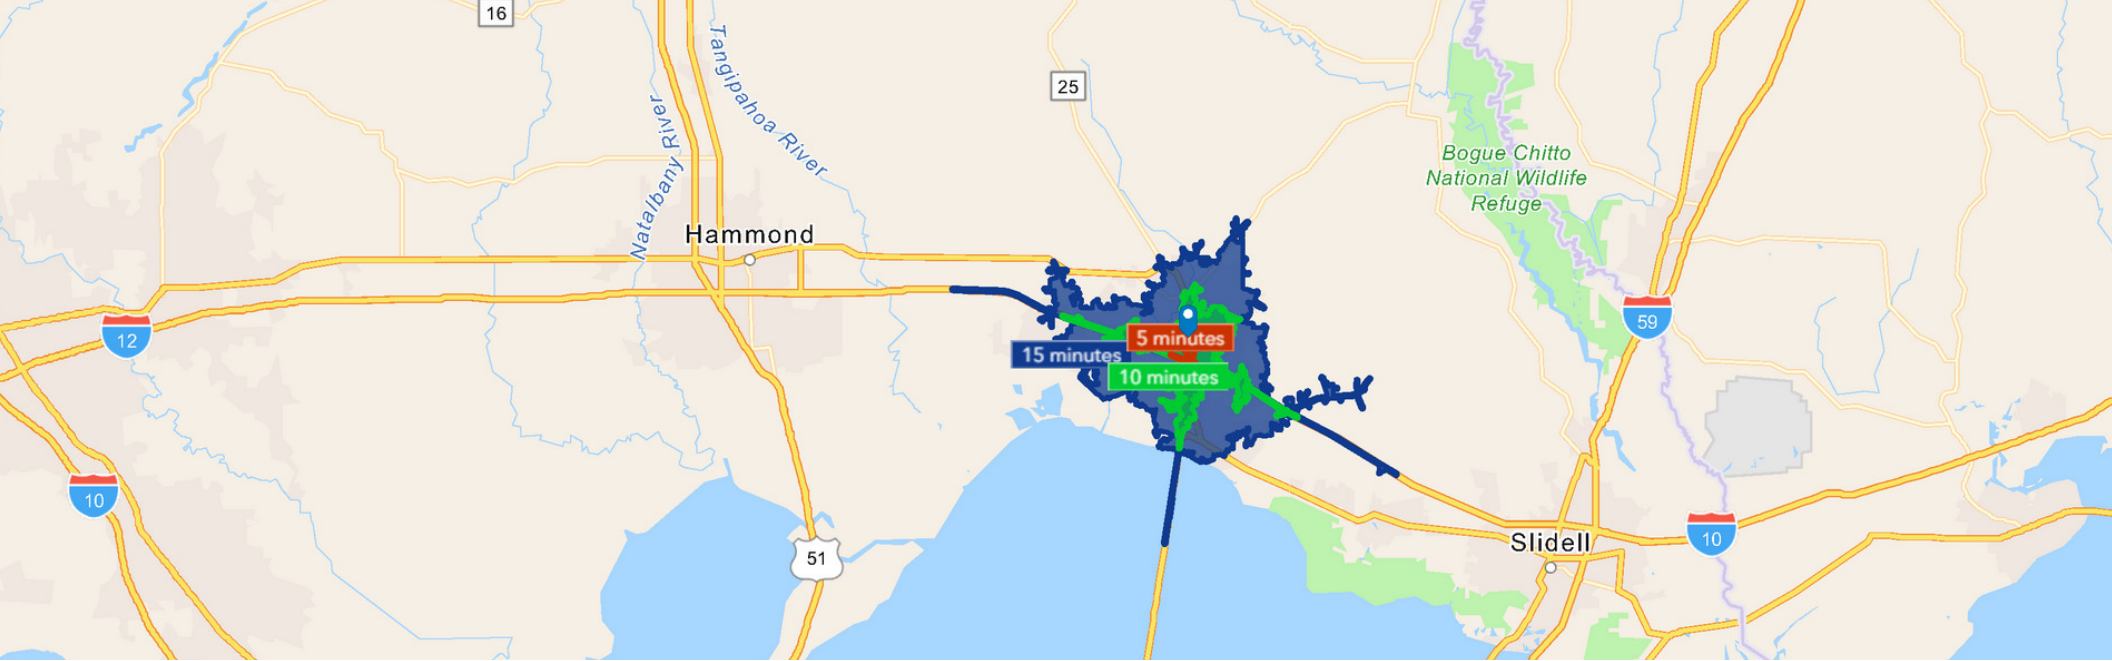 16
Tangipahoa River
25
Natalbany River
Bogue Chitto
National Wildlife
Refuge
Hammond
59
12
5 minutes
15 minutes
10 minutes
10
10
Slidell
51